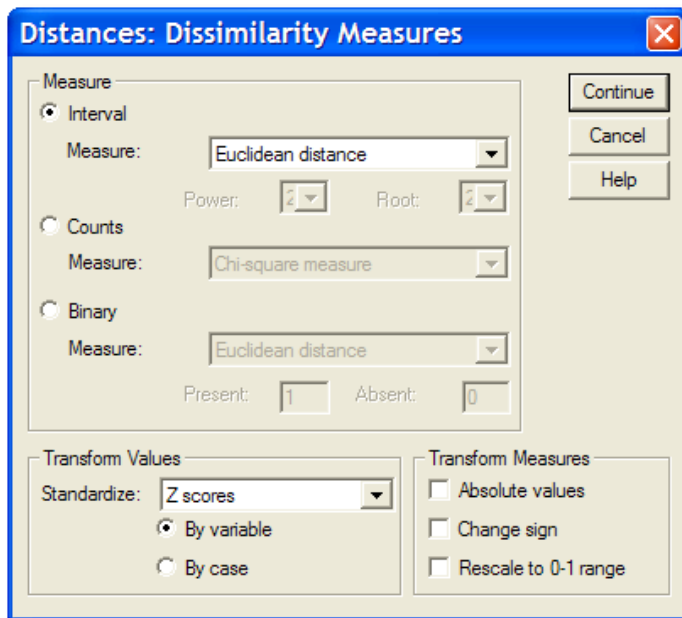 Distances: Dissimilarity Measures
Measure
Continue
Interval
Cancel
Measure: Euclidean distance
Help
Power: 2 Root: 2
Counts
Measure: Chi-square measure
Binary
Measure: Euclidean distance
Present: 1 Absent: 0
Transform Values
Standardize: Z scores
By variable
By case
Transform Measures
Absolute values
Change sign
Rescale to 0-1 range